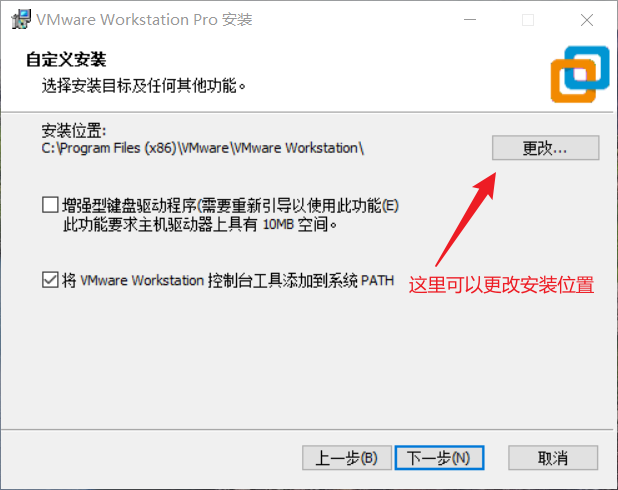 VMware Workstation Pro 安装
自定义安装
选择安装目标及任何其他功能。
安装位置:
C:\Program Files (x86)\VMware\VMware Workstation\
更改...
增强型键盘驱动程序(需要重新引导以使用此功能(E)
此功能要求主机驱动器上具有 10MB 空间。
将 VMware Workstation 控制台工具添加到系统 PATH
这里可以更改安装位置
上一步(B)
下一步(N)
取消